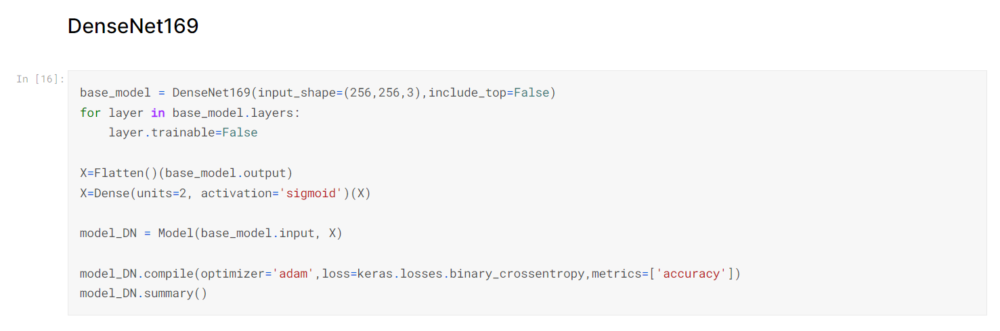 DenseNet169
In [16]:
base_model = DenseNet169(input_shape=(256,256,3),include_top=False)
for layer in base_model.layers:
    layer.trainable=False
X=Flatten()(base_model.output)
X=Dense(units=2, activation='sigmoid')(X)
model_DN = Model(base_model.input, X)
model_DN.compile(optimizer='adam',loss=keras.losses.binary_crossentropy,metrics=['accuracy'])
model_DN.summary()